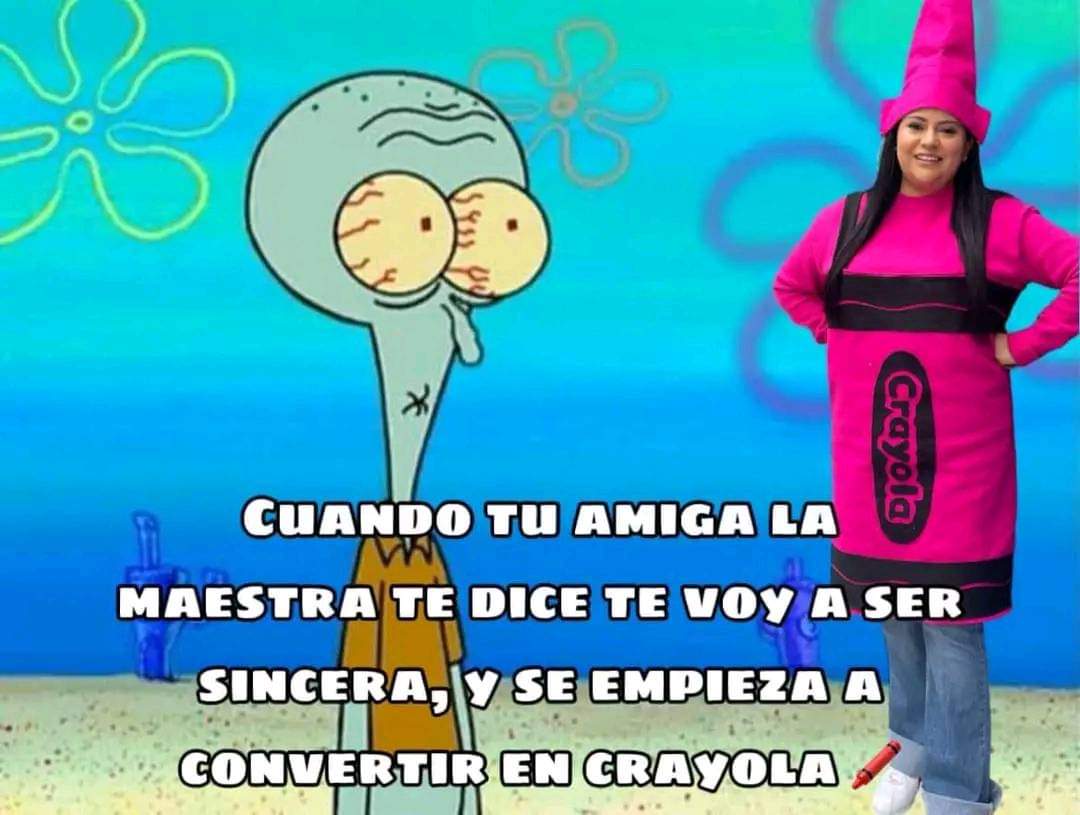 Crayola
CUANDO TU AMIGA LA
MAESTRA TE DICE TE VOY A SER
SINCERA, Y SE EMPIEZA A
CONVERTIR EN CRAYOLA 🖍